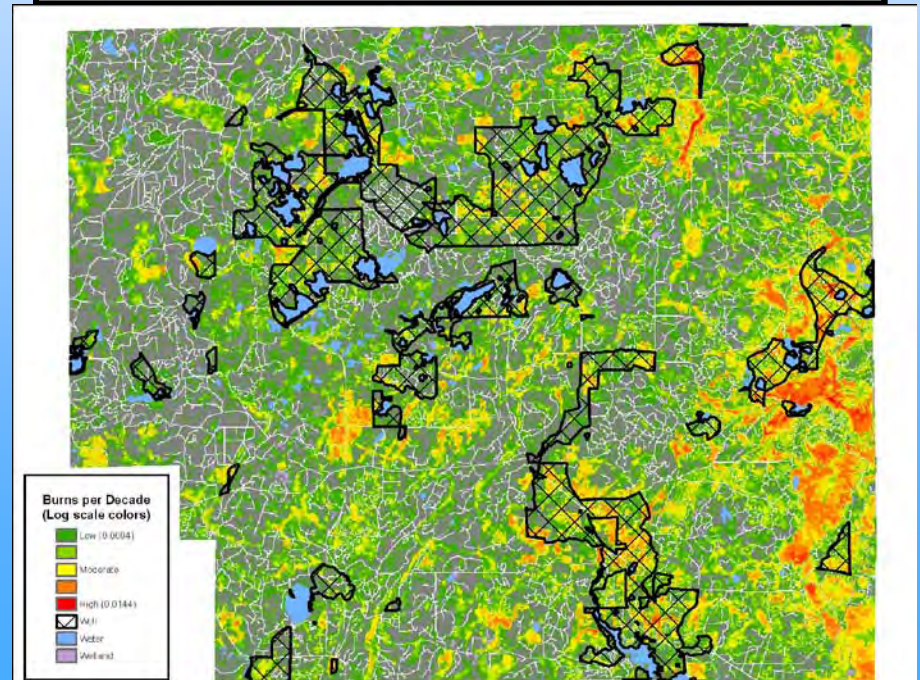 Burns per Decade
(Log scale colors)
Low (0.0004)
Moderate
High (0.0144)
WUI
Water
Wetland